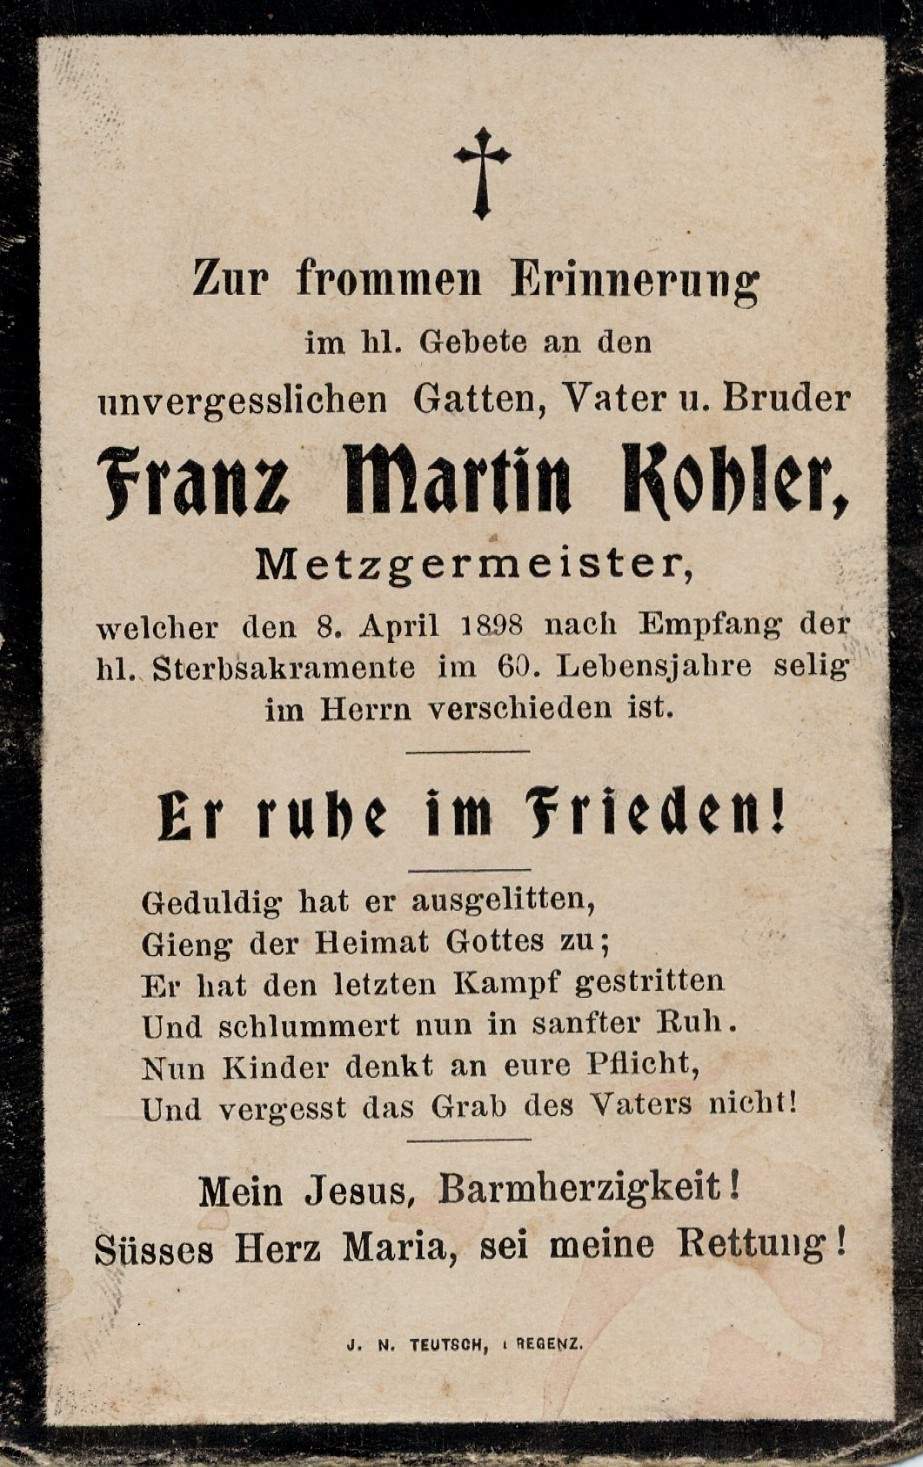 Zur frommen Erinnerung
im hl. Gebete an den
unvergesslichen Gatten, Vater u. Bruder
Franz Martin Kohler,
Metzgermeister,
welcher den 8. April 1898 nach Empfang der
hl. Sterbsakramente im 60. Lebensjahre selig
im Herrn verschieden ist.
Er ruhe im Frieden!
Geduldig hat er ausgelitten,
Gieng der Heimat Gottes zu;
Er hat den letzten Kampf gestritten
Und schlummert nun in sanfter Ruh.
Nun Kinder denkt an eure Pflicht,
Und vergesst das Grab des Vaters nicht!
Mein Jesus, Barmherzigkeit!
Süsses Herz Maria, sei meine Rettung!
J. N. TEUTSCH, BREGENZ.